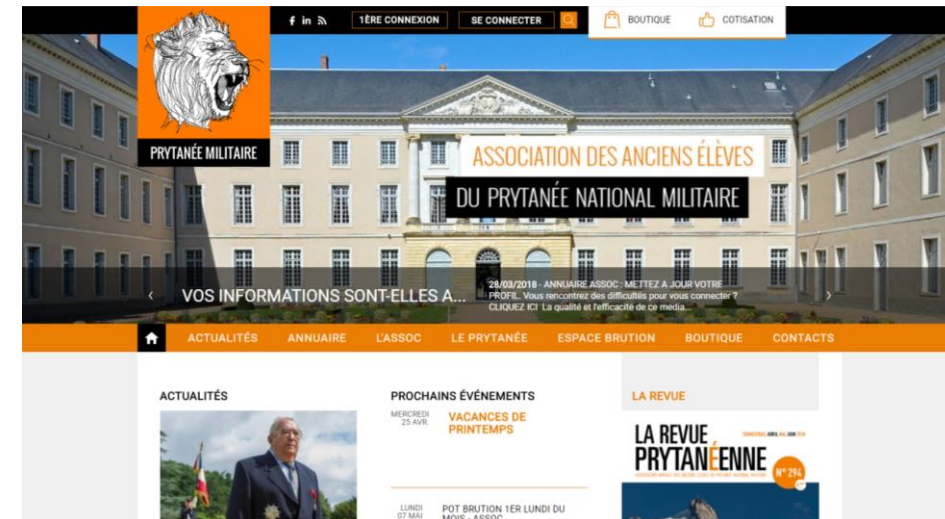 1ÈRE CONNEXION
SE CONNECTER
BOUTIQUE
COTISATION
PRYTANÉE MILITAIRE
ASSOCIATION DES ANCIENS ÉLÈVES
DU PRYTANÉE NATIONAL MILITAIRE
VOS INFORMATIONS SONT-ELLES A...
28/03/2018 - ANNUAIRE ASSOC : METTEZ A JOUR VOTRE
PROFIL. Vous rencontrez des difficultés pour vous connecter ?
CLIQUEZ ICI La qualité et l'efficacité de ce media...
ACTUALITÉS
ANNUAIRE
L'ASSOC
LE PRYTANÉE
ESPACE BRUTION
BOUTIQUE
CONTACTS
ACTUALITÉS
PROCHAINS ÉVÉNEMENTS
MERCREDI
25 AVR.
VACANCES DE
PRINTEMPS
LUNDI
07 MAI
POT BRUTION 1ER LUNDI DU
MOIS - ASSOC
LA REVUE
LA REVUE
PRYTANÉENNE
N° 294